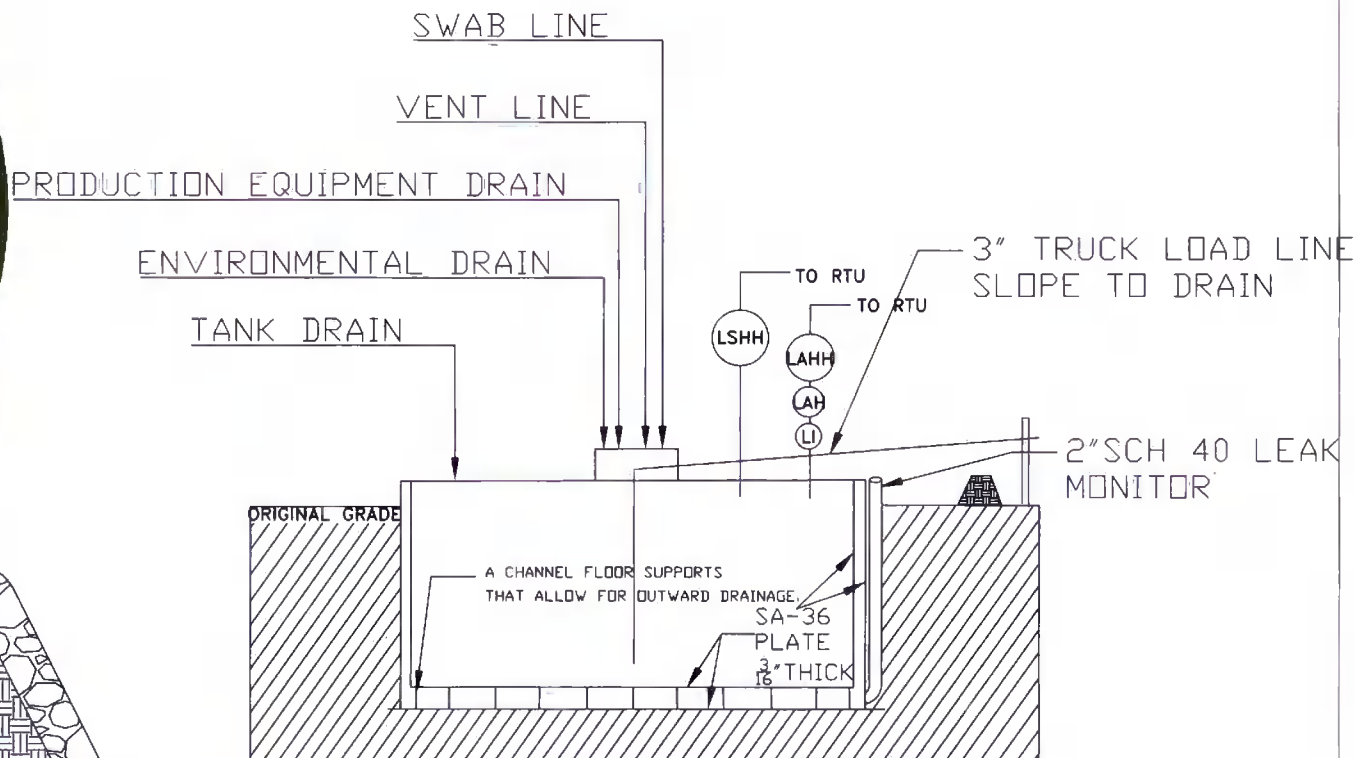 SWAB LINE
VENT LINE
PRODUCTION EQUIPMENT DRAIN
ENVIRONMENTAL DRAIN
TANK DRAIN
TO RTU
TO RTU
3" TRUCK LOAD LINE
SLOPE TO DRAIN
LSHH
LAHH
LAH
LI
2"SCH 40 LEAK
MONITOR
ORIGINAL GRADE
A CHANNEL FLOOR SUPPORTS
THAT ALLOW FOR OUTWARD DRAINAGE.
SA-36
PLATE
3/16" THICK